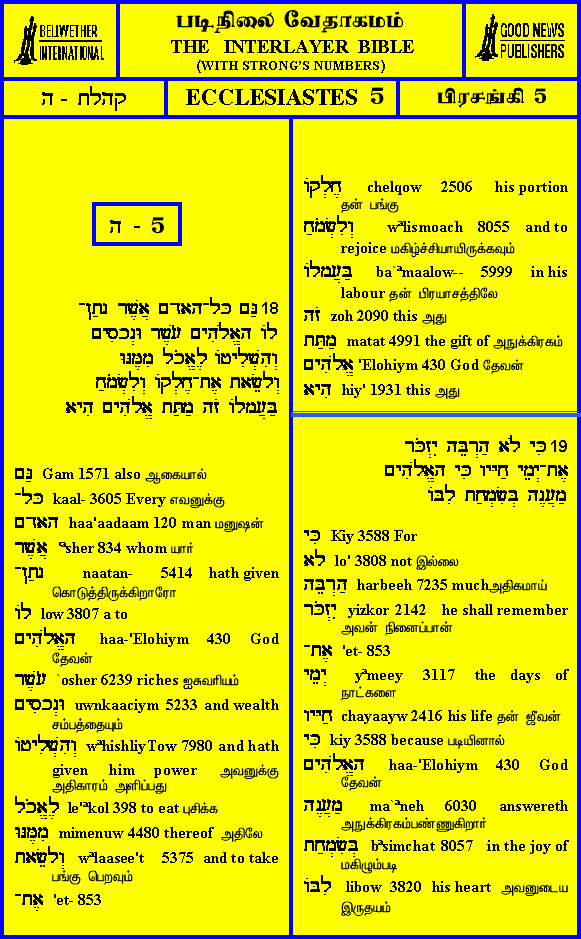 BELLWETHER
INTERNATIONAL
படிநிலை வேதாகமம்
THE INTERLAYER BIBLE
(WITH STRONG'S NUMBERS)
GOOD NEWS
PUBLISHERS
קהלת - ה
ECCLESIASTES 5
பிரசங்கி 5
ה - 5
18 גַּם כׇּל־הׇאׇדׇם אֲשֶׁר נׇתַן־
לוֹ הׇאֱלֹהִים עֹשֶׁר וּנְכׇסִים
וְהִשְׁלִיטוֹ לֶאֱכֹל מִמֶּנּוּ
וְלׇשֵׂאת אֶת־חֶלְקוֹ וְלִשְׂמֹחַ
בַּעֲמׇלוֹ זֹה מַתַּת אֱלֹהִים הִיא
גַּם Gam 1571 also ஆகையால்
כׇּל־ kaal- 3605 Every எவனுக்கு
הׇאׇדׇם haa'aadaam 120 man மனுஷன்
אֲשֶׁר ªsher 834 whom யார்
נׇתַן־ naatan- 5414 hath given
கொடுத்திருக்கிறாரோ
לוֹ low 3807 a to
הׇאֱלֹהִים haa-'Elohiym 430 God
தேவன்
עֹשֶׁר `osher 6239 riches ஐசுவரியம்
וּנְכׇסִים uwnkaaciym 5233 and wealth
சம்பத்தையும்
וְהִשְׁלִיטוֹ wªhishliyTow 7980 and hath
given him power அவனுக்கு
அதிகாரம் அளிப்பது
לֶאֱכֹל le'ªkol 398 to eat புசிக்க
מִמֶּנּוּ mimenuw 4480 thereof அதிலே
וְלׇשֵׂאת wªlaasee't 5375 and to take
பங்கு பெறவும்
אֶת־ 'et- 853
חֶלְקוֹ chelqow 2506 his portion
தன் பங்கு
וְלִשְׂמֹחַ wªlismoach 8055 and to
rejoice மகிழ்ச்சியாயிருக்கவும்
בַּעֲמׇלוֹ ba`ªmaalow-- 5999 in his
labour தன் பிரயாசத்திலே
זֹה zoh 2090 this அது
מַתַּת matat 4991 the gift of அநுக்கிரகம்
אֱלֹהִים 'Elohiym 430 God தேவன்
הִיא hiy' 1931 this அது
19 כִּי לֹא הַרְבֵּה יִזְכֹּר
אֶת־יְמֵי חַיׇּיו כִּי הׇאֱלֹהִים
מַעֲנֶה בְּשִׂמְחַת לִבּוֹ
כִּי Kiy 3588 For
לֹא lo' 3808 not இல்லை
הַרְבֵּה harbeeh 7235 muchஅதிகமாய்
יִזְכֹּר yizkor 2142 he shall remember
அவன் நினைப்பான்
אֶת־ 'et- 853
יְמֵי yªmeey 3117 the days of
நாட்களை
חַיׇּיו chayaayw 2416 his life தன் ஜீவன்
כִּי kiy 3588 because படியினால்
הׇאֱלֹהִים haa-'Elohiym 430 God
தேவன்
מַעֲנֶה ma`ªneh 6030 answereth
அநுக்கிரகம்பண்ணுகிறார்
בְּשִׂמְחַת bªsimchat 8057 in the joy of
மகிழும்படி
לִבּוֹ libow 3820 his heart அவனுடைய
இருதயம்